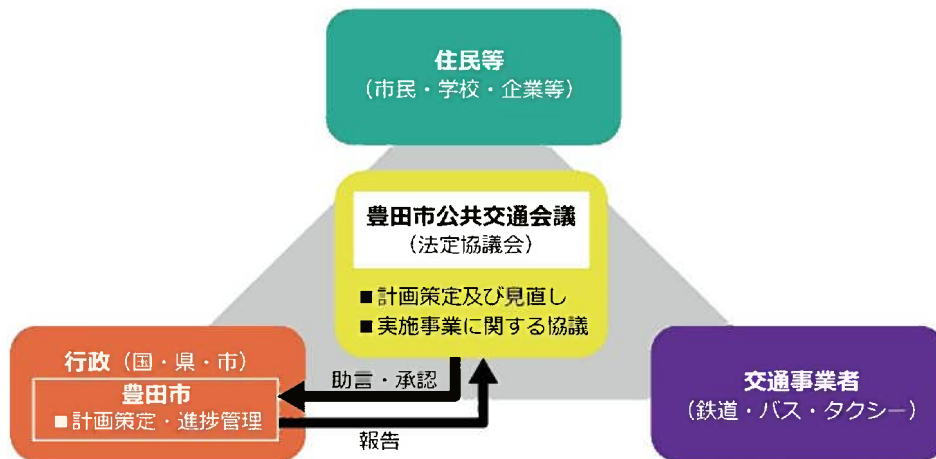 住民等
（市民・学校・企業等）
豊田市公共交通会議
（法定協議会）
■計画策定及び見直し
■実施事業に関する協議
行政（国・県・市）
豊田市
■計画策定・進捗管理
助言・承認
報告
交通事業者
（鉄道・バス・タクシー）